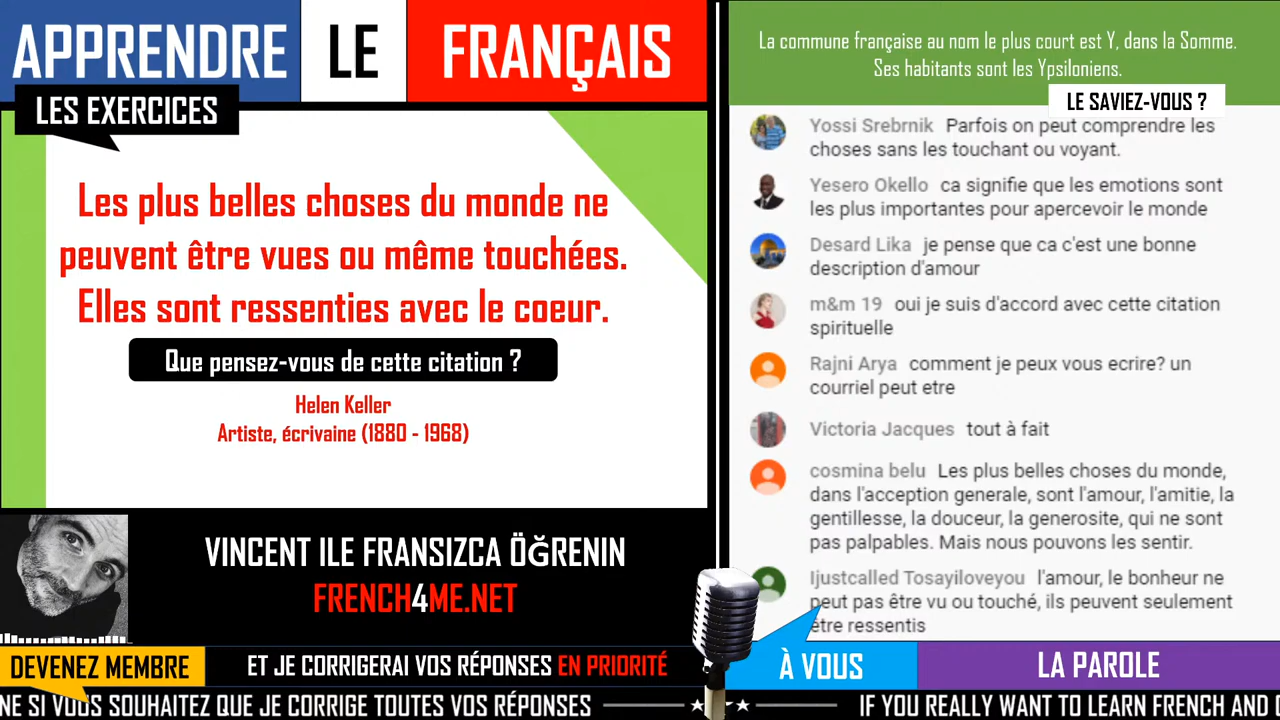 APPRENDRE LE FRANÇAIS
LES EXERCICES
Les plus belles choses du monde ne
peuvent être vues ou même touchées.
Elles sont ressenties avec le coeur.
Que pensez-vous de cette citation ?
Helen Keller
Artiste, écrivaine (1880 - 1968)
VINCENT ILE FRANSIZCA ÖĞRENIN
FRENCH4ME.NET
DEVENEZ MEMBRE
ET JE CORRIGERAI VOS RÉPONSES EN PRIORITÉ
La commune française au nom le plus court est Y, dans la Somme.
Ses habitants sont les Ypsiloniens.
LE SAVIEZ-VOUS ?
Yossi Srebrnik Parfois on peut comprendre les
choses sans les touchant ou voyant.
Yesero Okello ca signifie que les emotions sont
les plus importantes pour apercevoir le monde
Desard Lika je pense que ca c'est une bonne
description d'amour
m&m 19 oui je suis d'accord avec cette citation
spirituelle
Rajni Arya comment je peux vous ecrire? un
courriel peut etre
Victoria Jacques tout à fait
cosmina belu Les plus belles choses du monde,
dans l'acception generale, sont l'amour, l'amitie, la
gentillesse, la douceur, la generosite, qui ne sont
pas palpables. Mais nous pouvons les sentir.
Ijustcalled Tosayiloveyou l'amour, le bonheur ne
peut pas être vu ou touché, ils peuvent seulement
être ressentis
À VOUS LA PAROLE
NE SI VOUS SOUHAITEZ QUE JE CORRIGE TOUTES VOS RÉPONSES
IF YOU REALLY WANT TO LEARN FRENCH AND